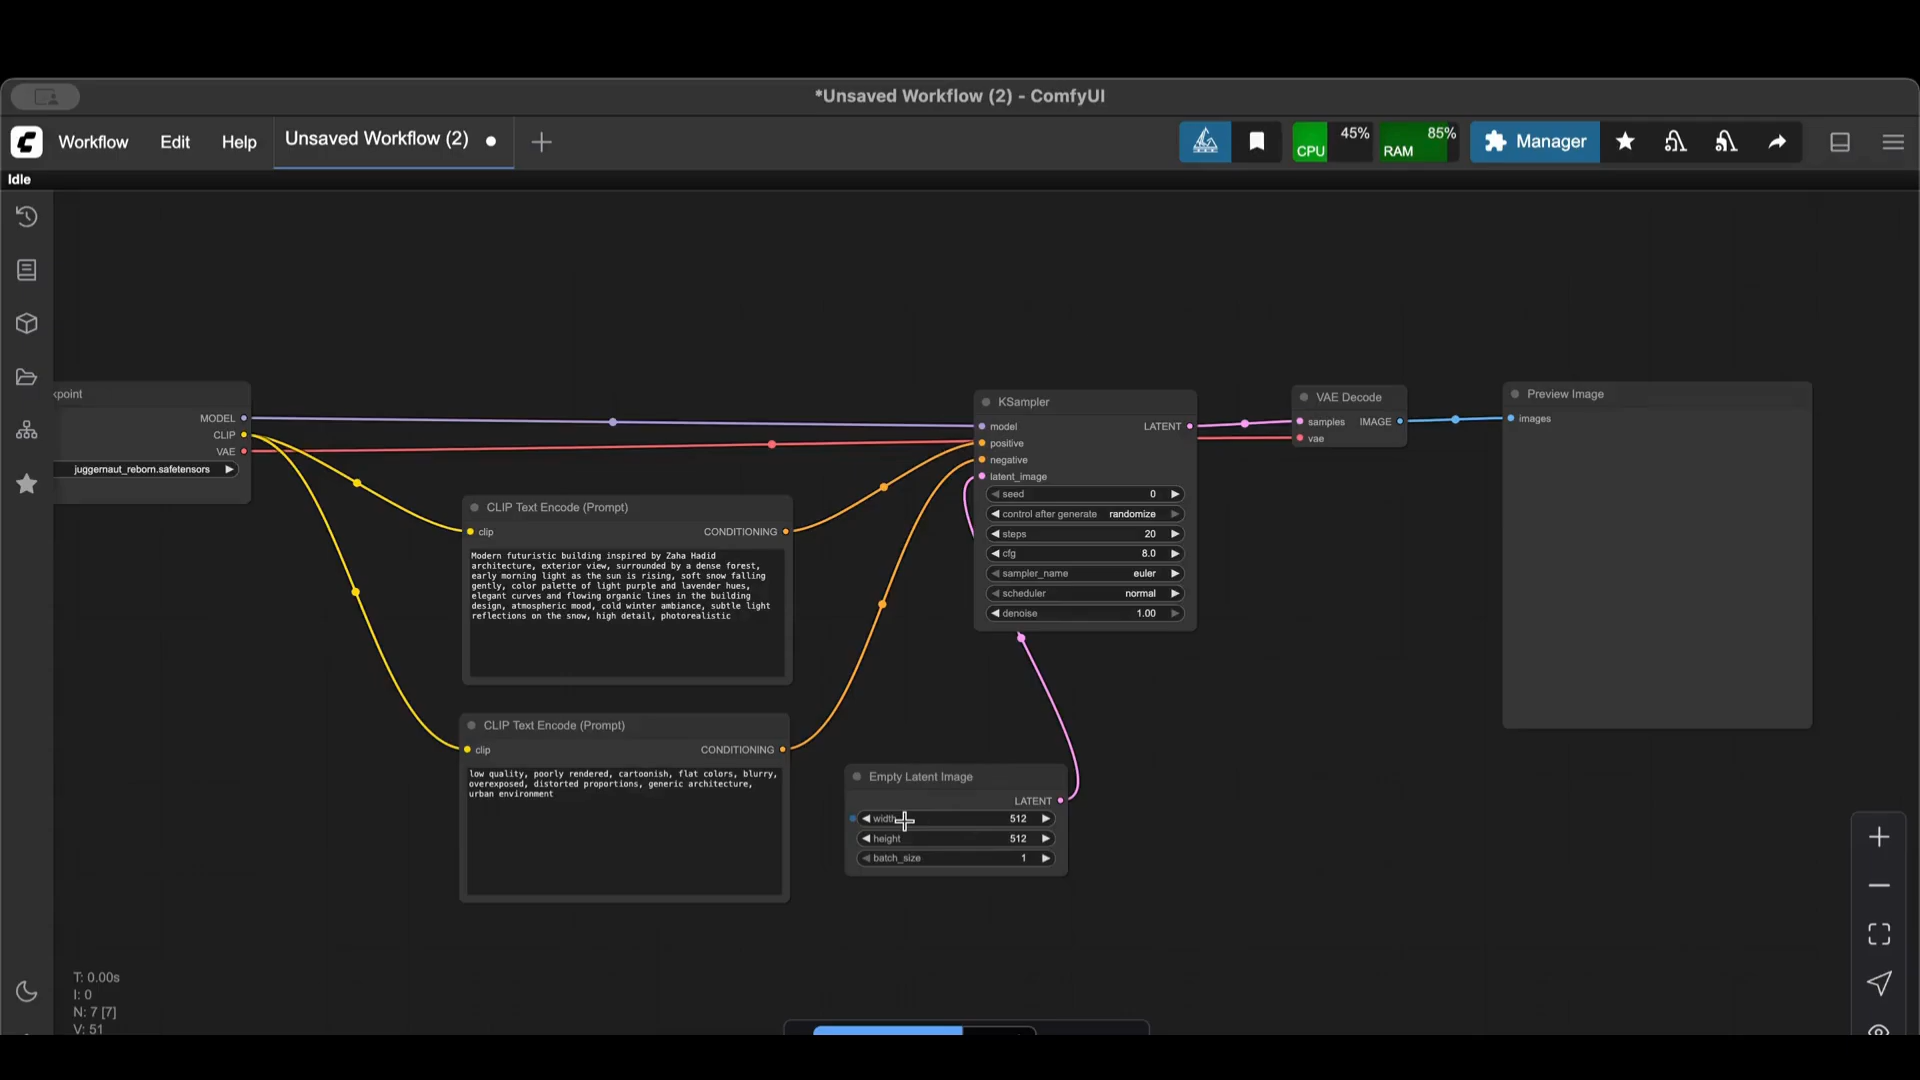 *Unsaved Workflow (2) - ComfyUI
Workflow
Edit
Help
Unsaved Workflow (2)
CPU
45%
RAM
85%
Manager
Idle
kpoint
MODEL
CLIP
VAE
juggernaut_reborn.safetensors
CLIP Text Encode (Prompt)
clip
CONDITIONING
Modern futuristic building inspired by Zaha Hadid
architecture, exterior view, surrounded by a dense forest,
early morning light as the sun is rising, soft snow falling
gently, color palette of light purple and lavender hues,
elegant curves and flowing organic lines in the building
design, atmospheric mood, cold winter ambiance, subtle light
reflections on the snow, high detail, photorealistic
CLIP Text Encode (Prompt)
clip
CONDITIONING
low quality, poorly rendered, cartoonish, flat colors, blurry,
overexposed, distorted proportions, generic architecture,
urban environment
KSampler
model
LATENT
positive
negative
latent_image
seed 0
control after generate randomize
steps 20
cfg 8.0
sampler_name euler
scheduler normal
denoise 1.00
Empty Latent Image
LATENT
width 512
height 512
batch_size 1
VAE Decode
samples
IMAGE
vae
Preview Image
images
T: 0.00s
I: 0
N: 7 [7]
V: 51